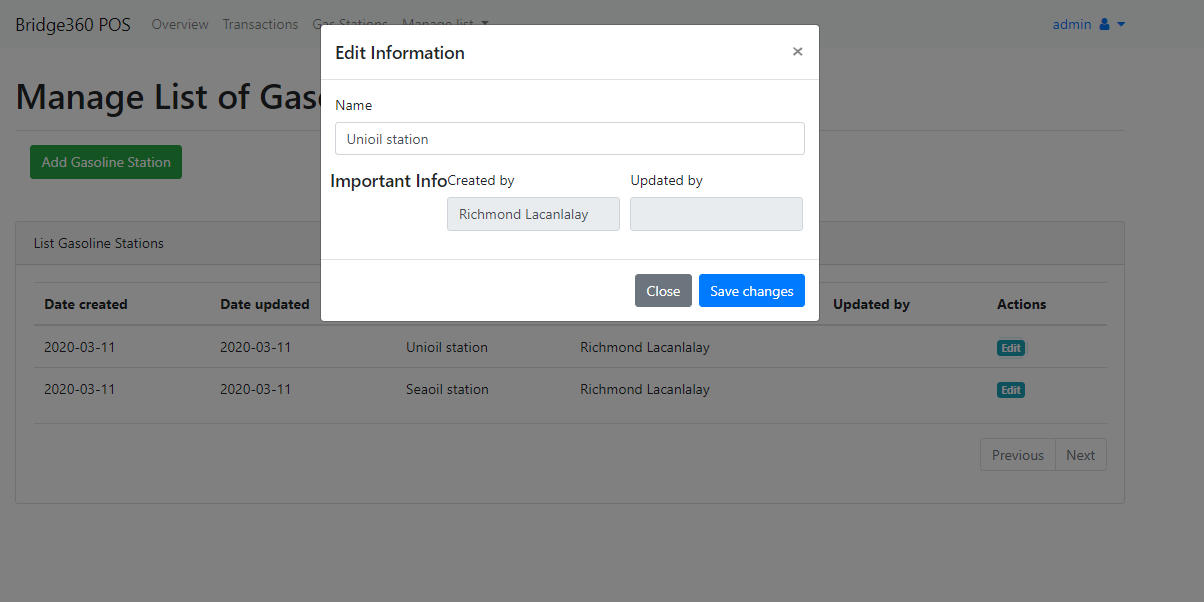 Bridge360 POS Overview Transactions Gas Stations Manage list admin
Edit Information ×
Manage List of Gaso
Name
Unioil station
Add Gasoline Station
Important Info Created by Updated by
Richmond Lacanlalay
List Gasoline Stations
Close Save changes
Date created Date updated Updated by Actions
2020-03-11 2020-03-11 Unioil station Richmond Lacanlalay Edit
2020-03-11 2020-03-11 Seaoil station Richmond Lacanlalay Edit
Previous Next